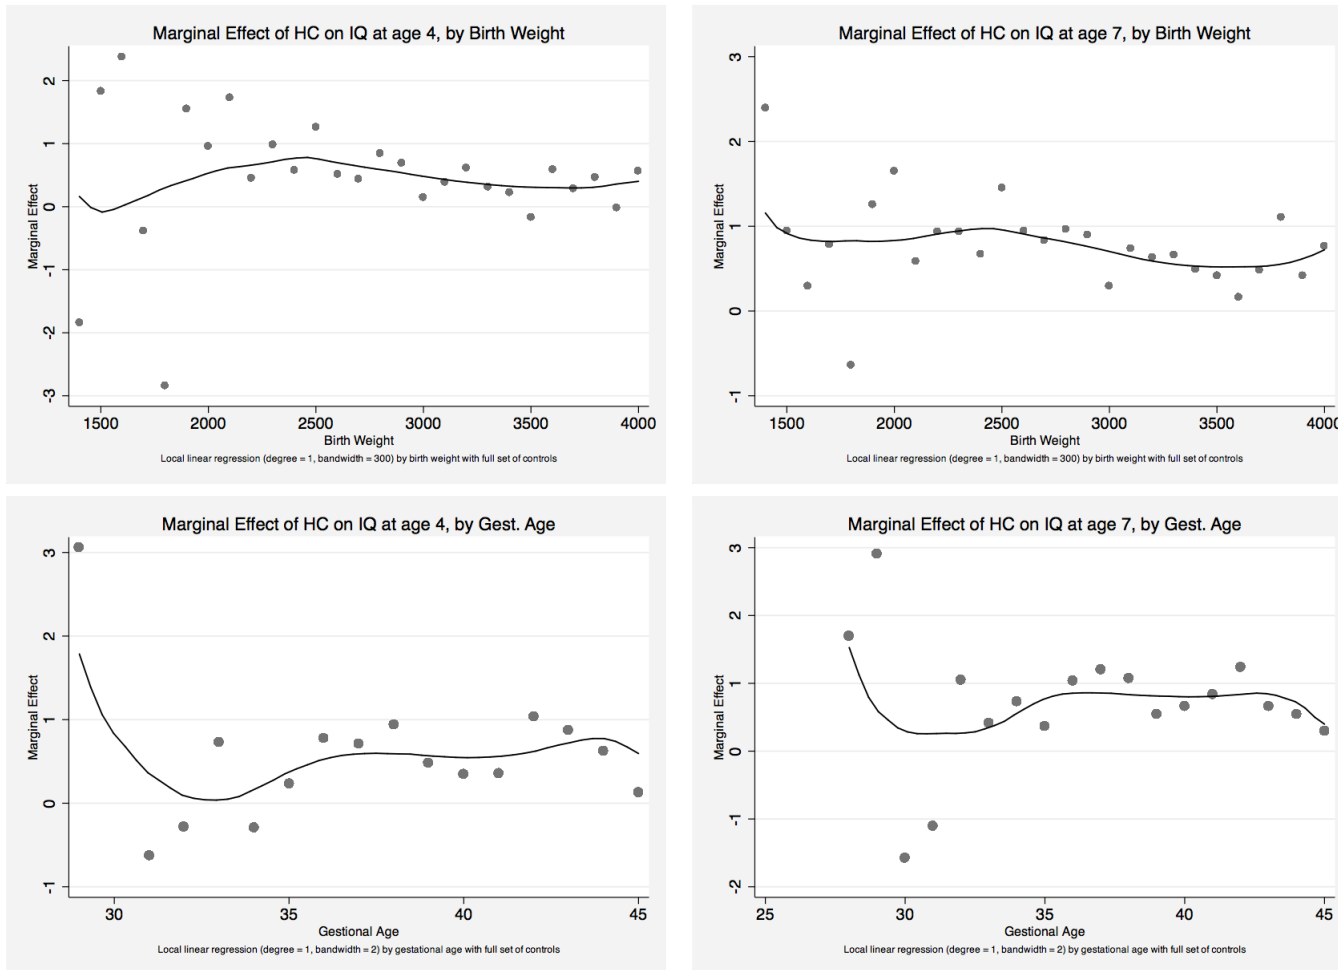 Marginal Effect of HC on IQ at age 4, by Birth Weight
Marginal Effect
2
1
0
-1
-2
-3
1500 2000 2500 3000 3500 4000
Birth Weight
Local linear regression (degree = 1, bandwidth = 300) by birth weight with full set of controls
Marginal Effect of HC on IQ at age 7, by Birth Weight
Marginal Effect
3
2
1
0
-1
1500 2000 2500 3000 3500 4000
Birth Weight
Local linear regression (degree = 1, bandwidth = 300) by birth weight with full set of controls
Marginal Effect of HC on IQ at age 4, by Gest. Age
Marginal Effect
3
2
1
0
-1
30 35 40 45
Gestional Age
Local linear regression (degree = 1, bandwidth = 2) by gestational age with full set of controls
Marginal Effect of HC on IQ at age 7, by Gest. Age
Marginal Effect
3
2
1
0
-1
-2
25 30 35 40 45
Gestional Age
Local linear regression (degree = 1, bandwidth = 2) by gestational age with full set of controls